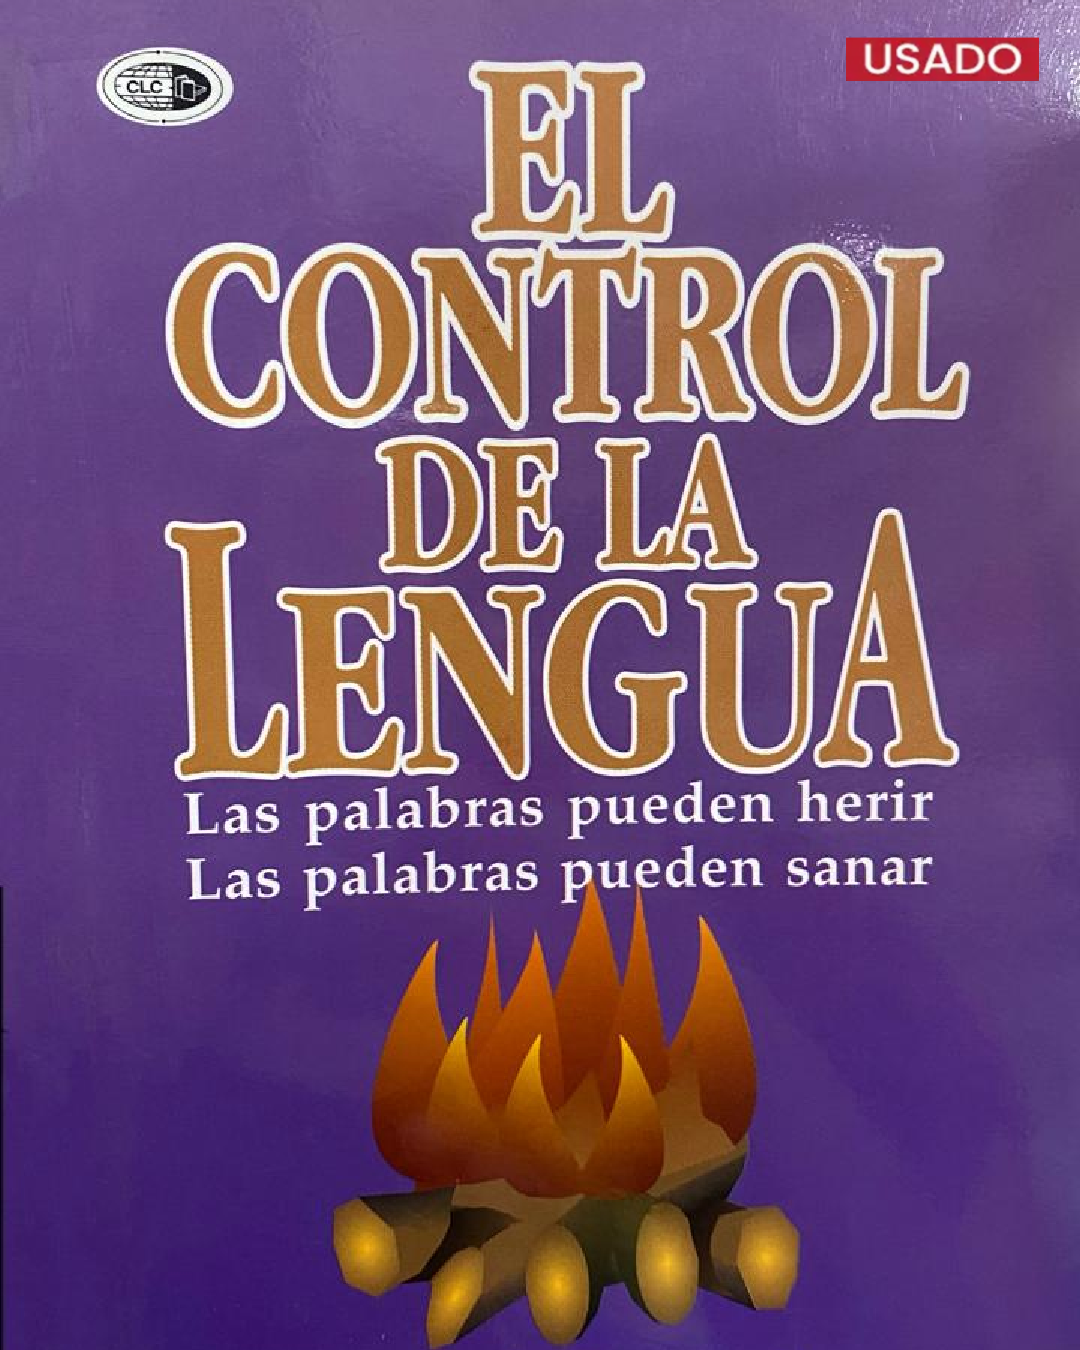 CLC
USADO
EL
CONTROL
DE LA
LENGUA
Las palabras pueden herir
Las palabras pueden sanar